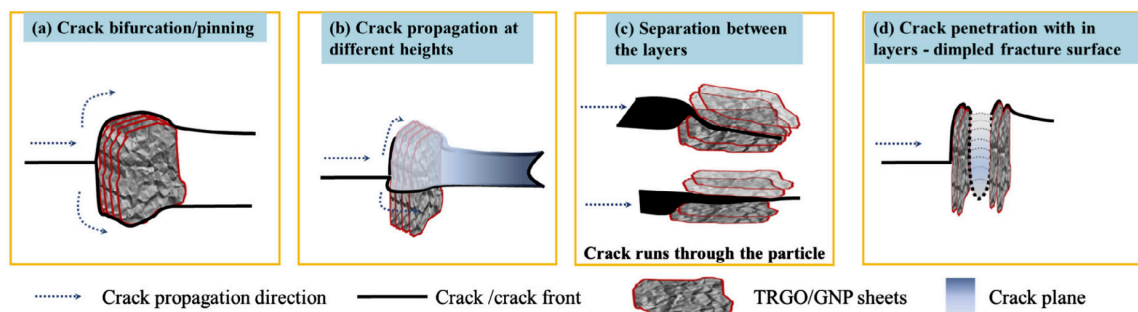 (a) Crack bifurcation/pinning
(b) Crack propagation at
different heights
(c) Separation between
the layers
(d) Crack penetration with in
layers - dimpled fracture surface
Crack runs through the particle
Crack propagation direction
Crack /crack front
TRGO/GNP sheets
Crack plane